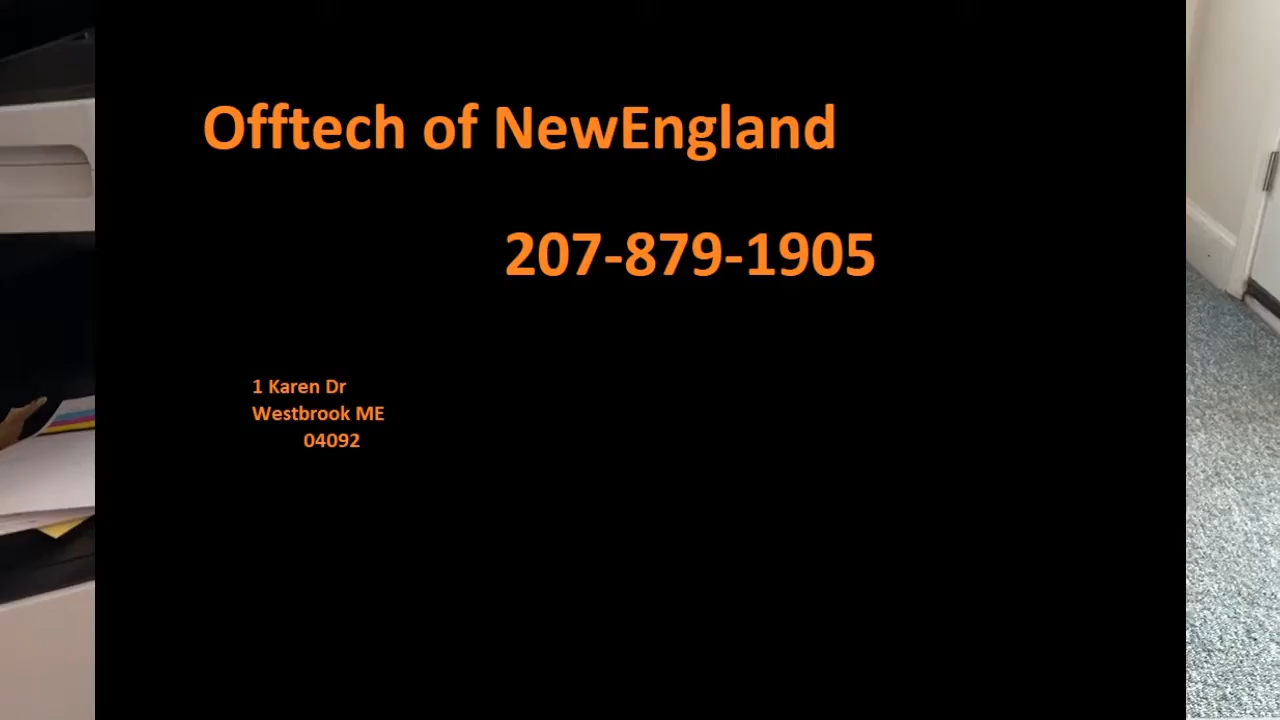 Offtech of NewEngland
207-879-1905
1 Karen Dr
Westbrook ME
04092